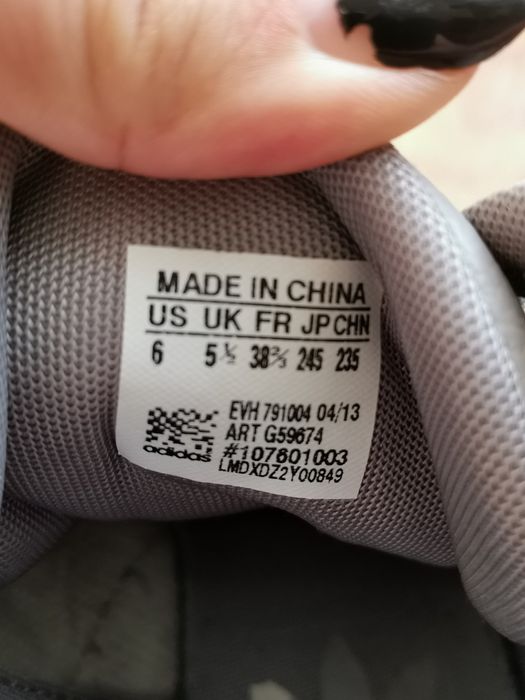 MADE IN CHINA
US UK FR JP CHN
6 5½ 38⅔ 245 235
EVH 791004 04/13
ART G59674
adidas #107601003
LMDXDZ2Y00849